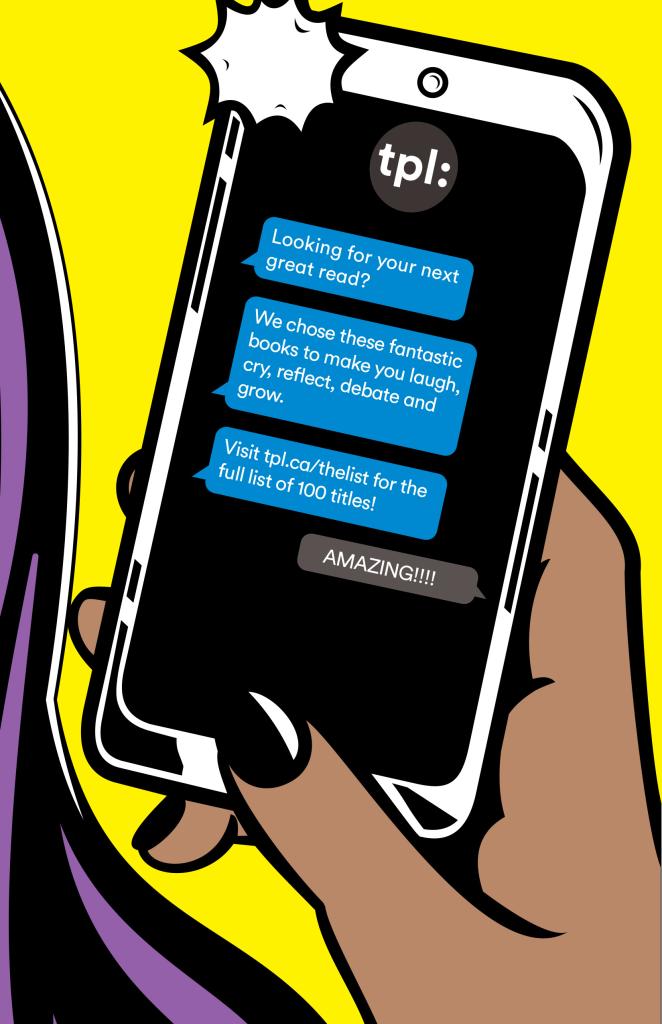 tpl:
Looking for your next
great read?
We chose these fantastic
books to make you laugh,
cry, reflect, debate and
grow.
Visit tpl.ca/thelist for the
full list of 100 titles!
AMAZING!!!!